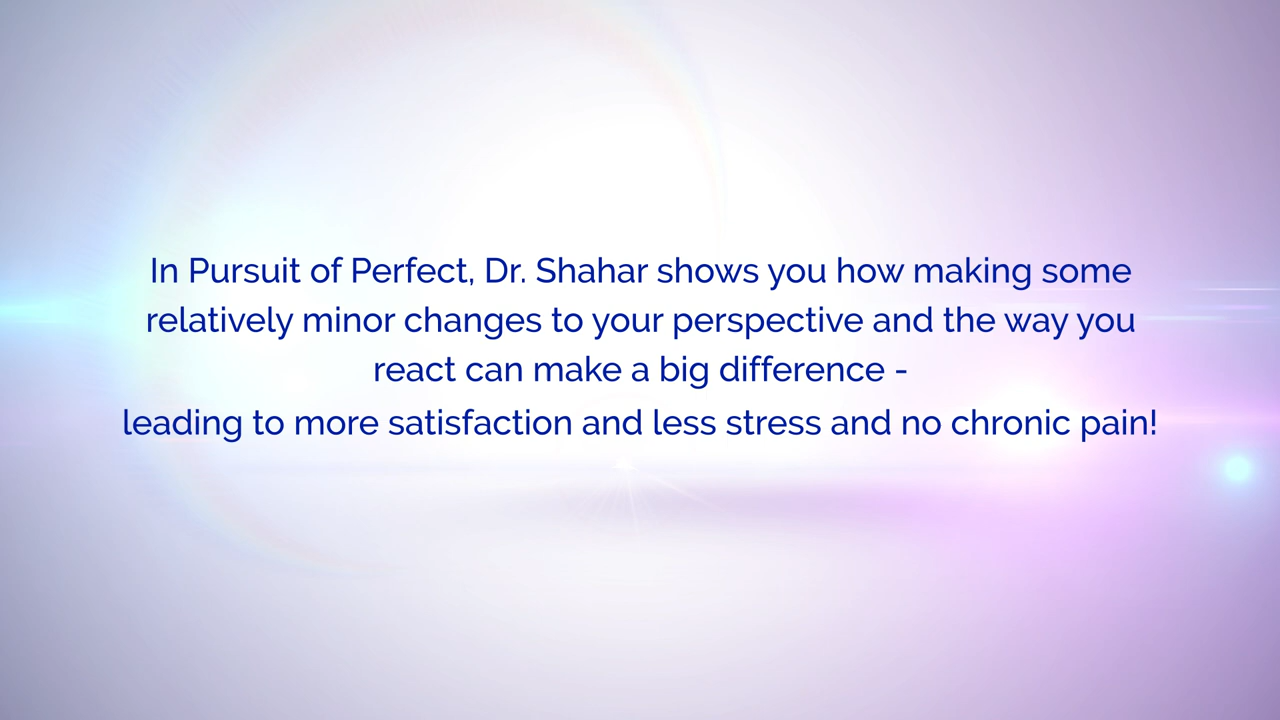 In Pursuit of Perfect, Dr. Shahar shows you how making some
relatively minor changes to your perspective and the way you
react can make a big difference -
leading to more satisfaction and less stress and no chronic pain!